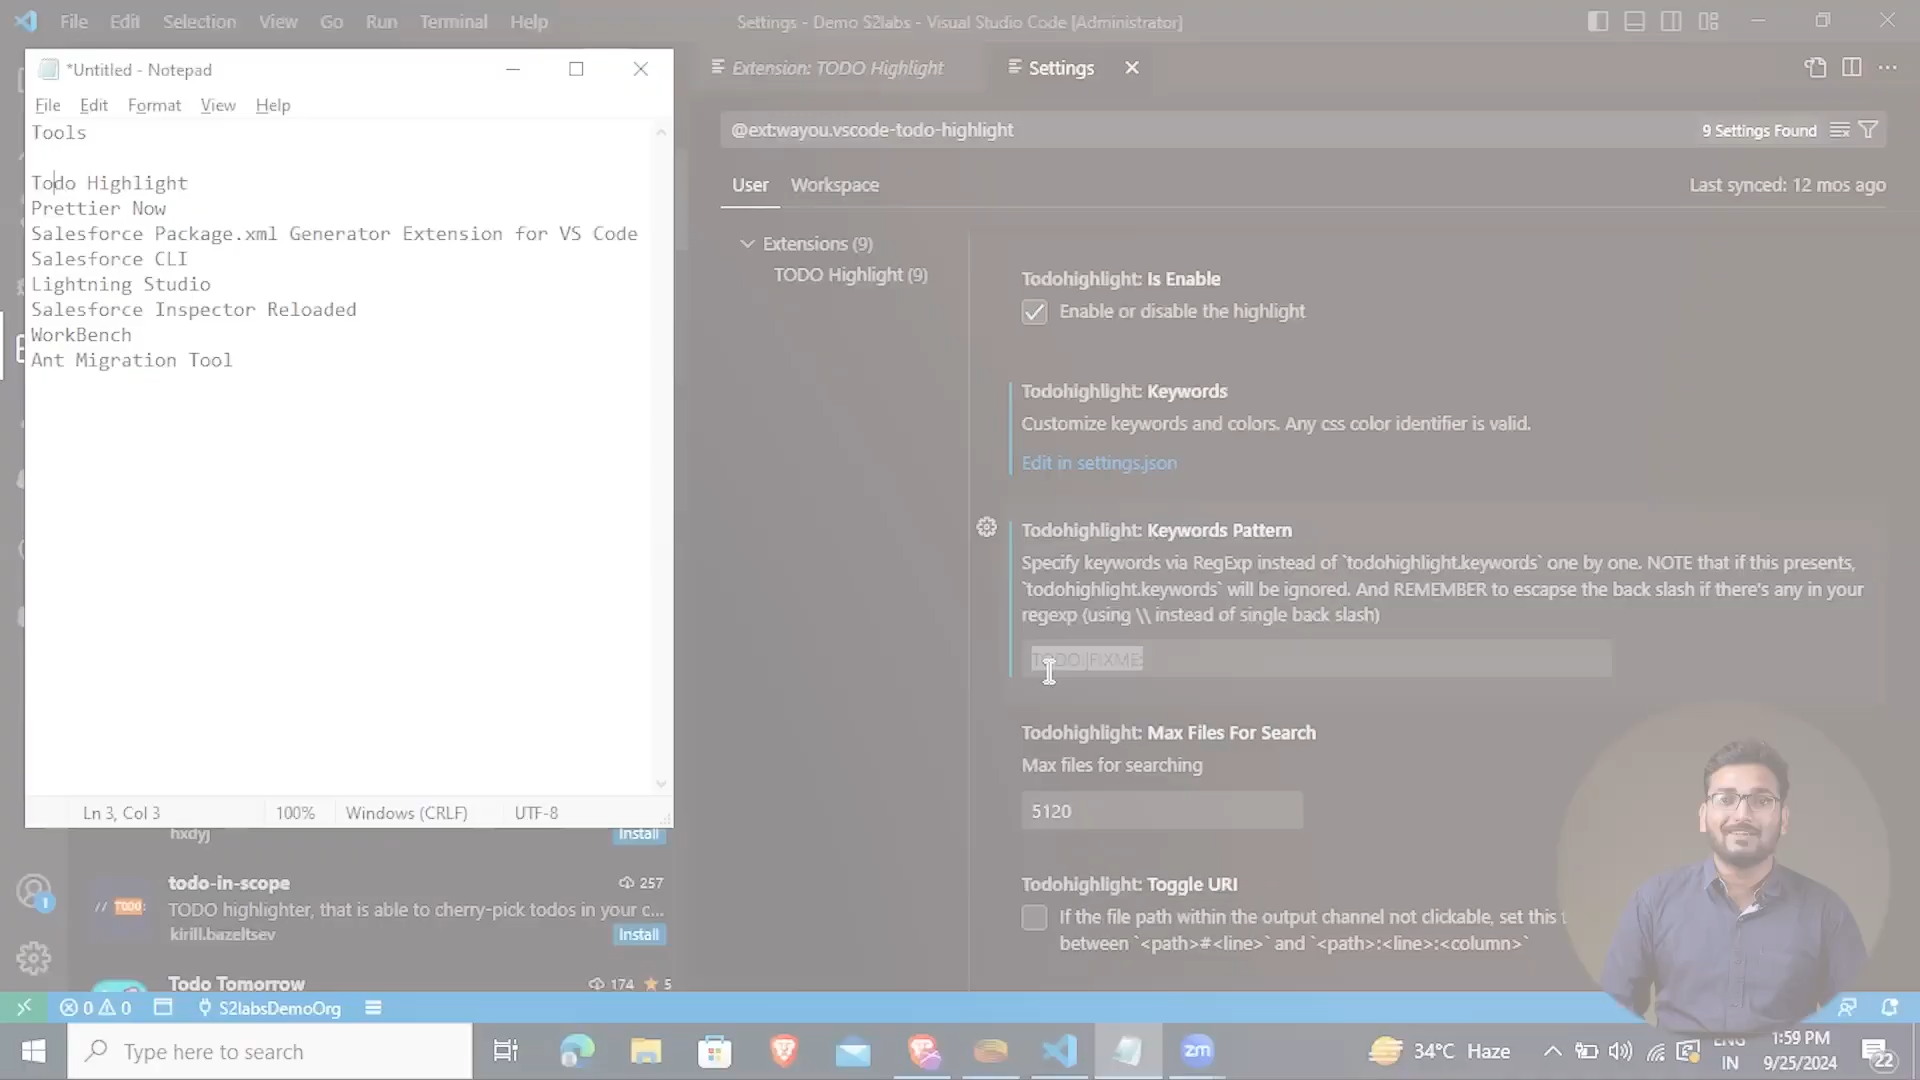 File Edit Selection View Go Run Terminal Help
Settings - Demo S2labs - Visual Studio Code [Administrator]
*Untitled - Notepad
File Edit Format View Help
Tools
Todo Highlight
Prettier Now
Salesforce Package.xml Generator Extension for VS Code
Salesforce CLI
Lightning Studio
Salesforce Inspector Reloaded
WorkBench
Ant Migration Tool
Ln 3, Col 3 100% Windows (CRLF) UTF-8
hxdyj Install
todo-in-scope 257
// TODO:
TODO highlighter, that is able to cherry-pick todos in your c...
kirill.bazeltsev Install
Todo Tomorrow 174 5
Extension: TODO Highlight Settings
@ext:wayou.vscode-todo-highlight 9 Settings Found
User Workspace Last synced: 12 mos ago
Extensions (9)
TODO Highlight (9)
Todohighlight: Is Enable
Enable or disable the highlight
Todohighlight: Keywords
Customize keywords and colors. Any css color identifier is valid.
Edit in settings.json
Todohighlight: Keywords Pattern
Specify keywords via RegExp instead of `todohighlight.keywords` one by one. NOTE that if this presents,
`todohighlight.keywords` will be ignored. And REMEMBER to escapse the back slash if there's any in your
regexp (using \\ instead of single back slash)
TODO:|FIXME:
Todohighlight: Max Files For Search
Max files for searching
5120
Todohighlight: Toggle URI
If the file path within the output channel not clickable, set this t
between `<path>#<line>` and `<path>:<line>:<column>`
1
0 0 S2labsDemoOrg
Type here to search
zm
34°C Haze
ENG
IN
1:59 PM
9/25/2024
22